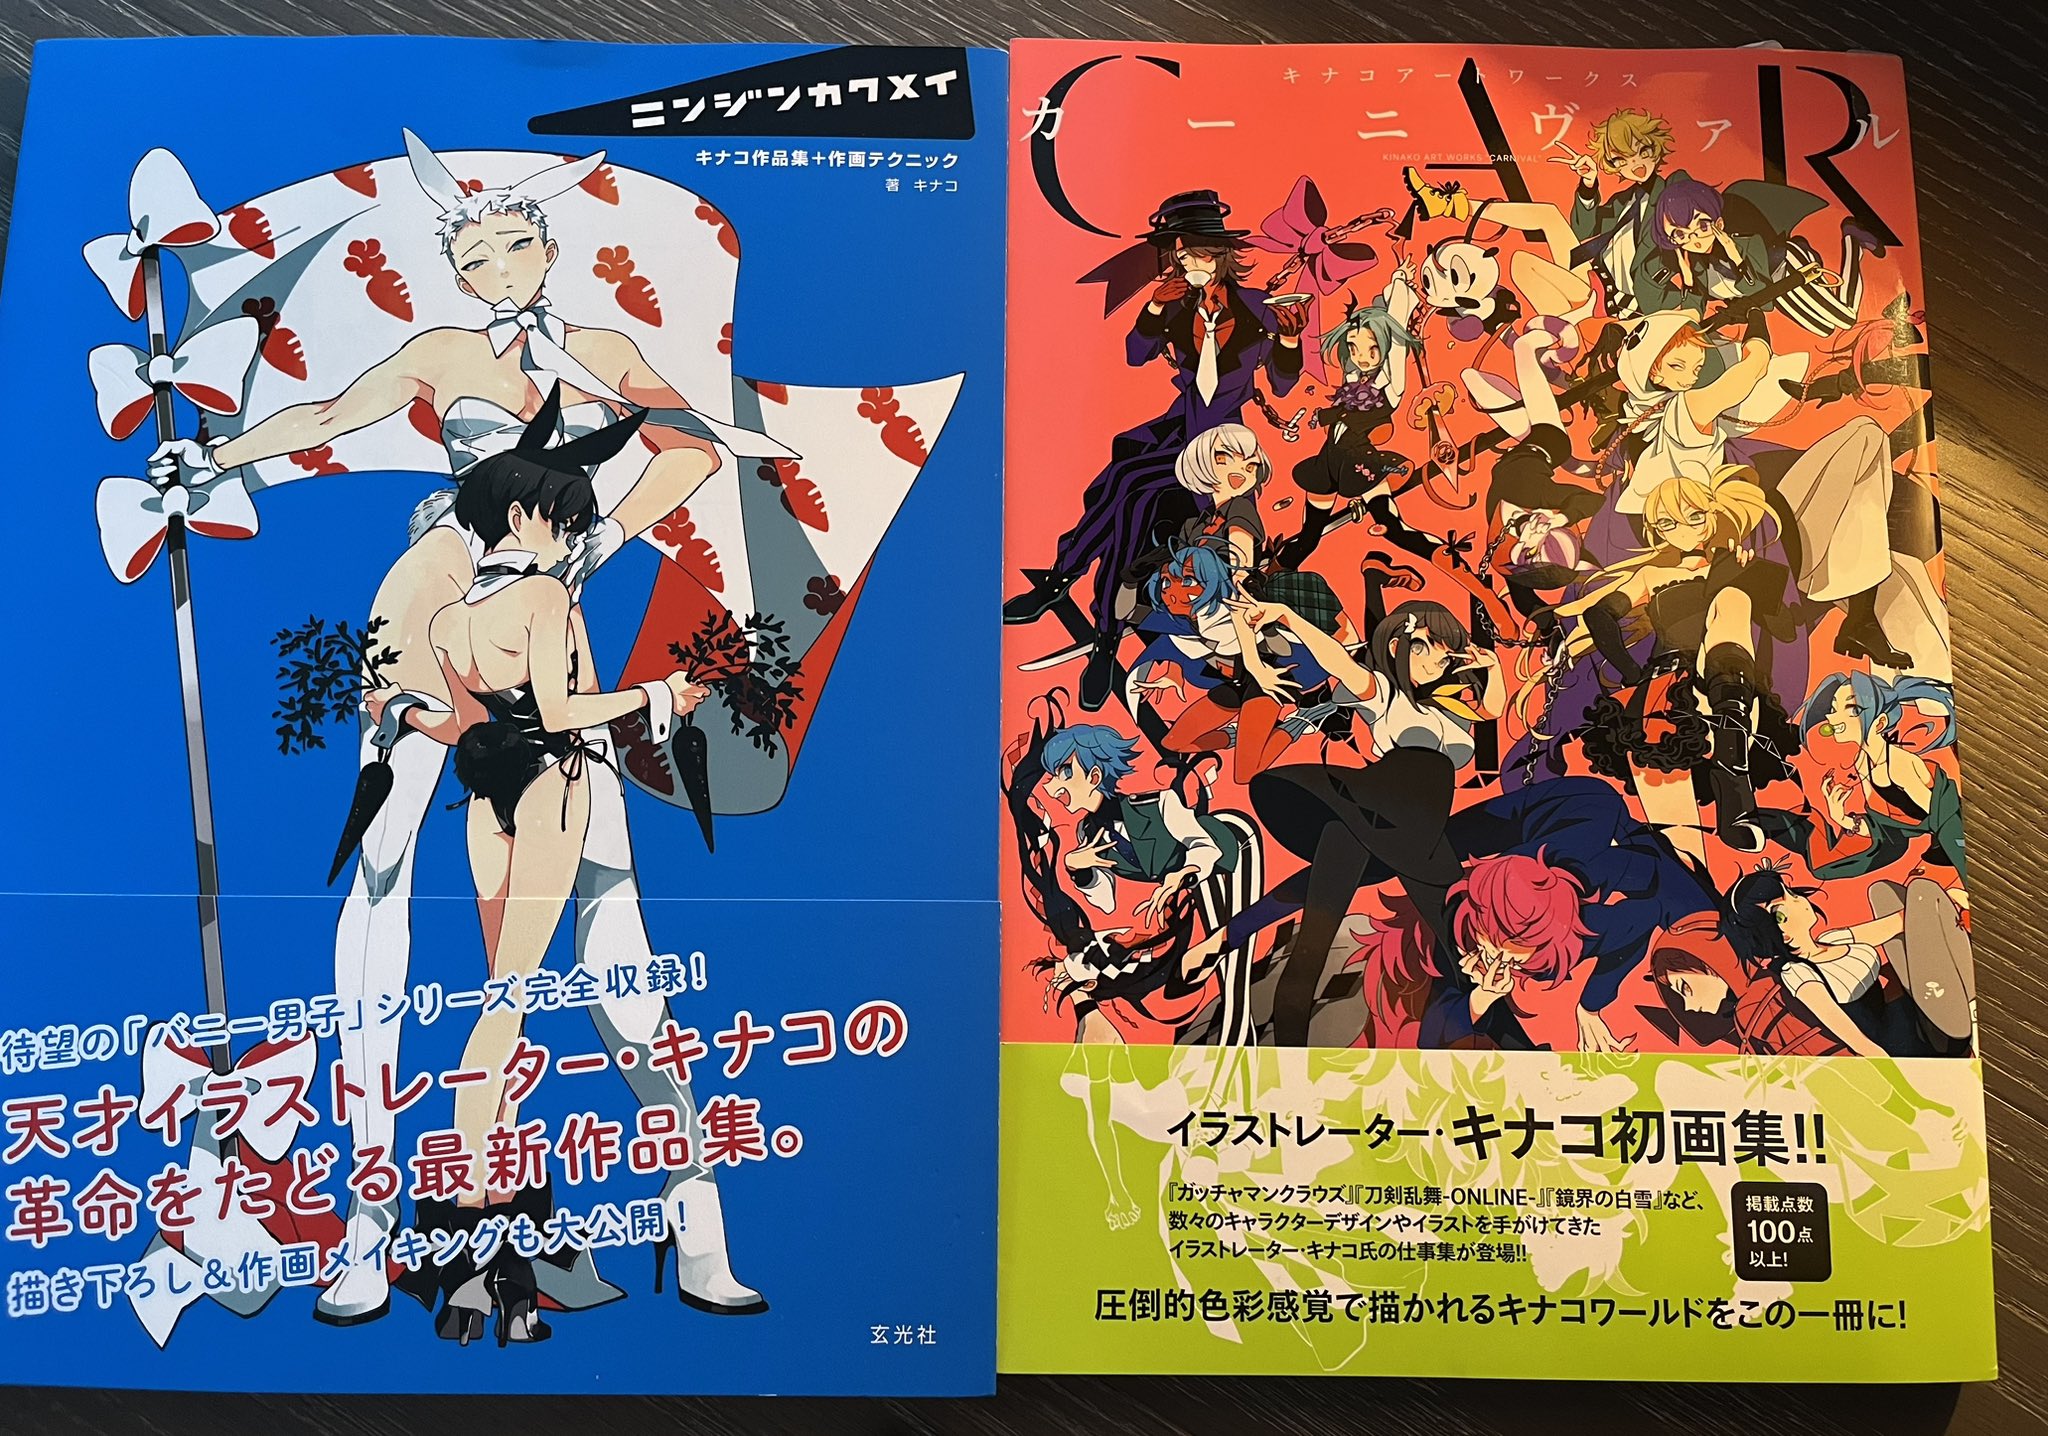 ニンジンカクメイ
キナコ作品集+作画テクニック
著 キナコ
待望の「バニー男子」シリーズ完全収録!
天才イラストレーター・キナコの
革命をたどる最新作品集。
描き下ろし&作画メイキングも大公開!
玄光社
CAR
キナコアートワークス
カーニヴァル
KINAKO ART WORKS "CARNIVAL"
イラストレーター・キナコ初画集!!
『ガッチャマンクラウズ』『刀剣乱舞-ONLINE-』『鏡界の白雪』など、
数々のキャラクターデザインやイラストを手がけてきた
イラストレーター・キナコ氏の仕事集が登場!!
掲載点数
100点
以上!
圧倒的色彩感覚で描かれるキナコワールドをこの一冊に!